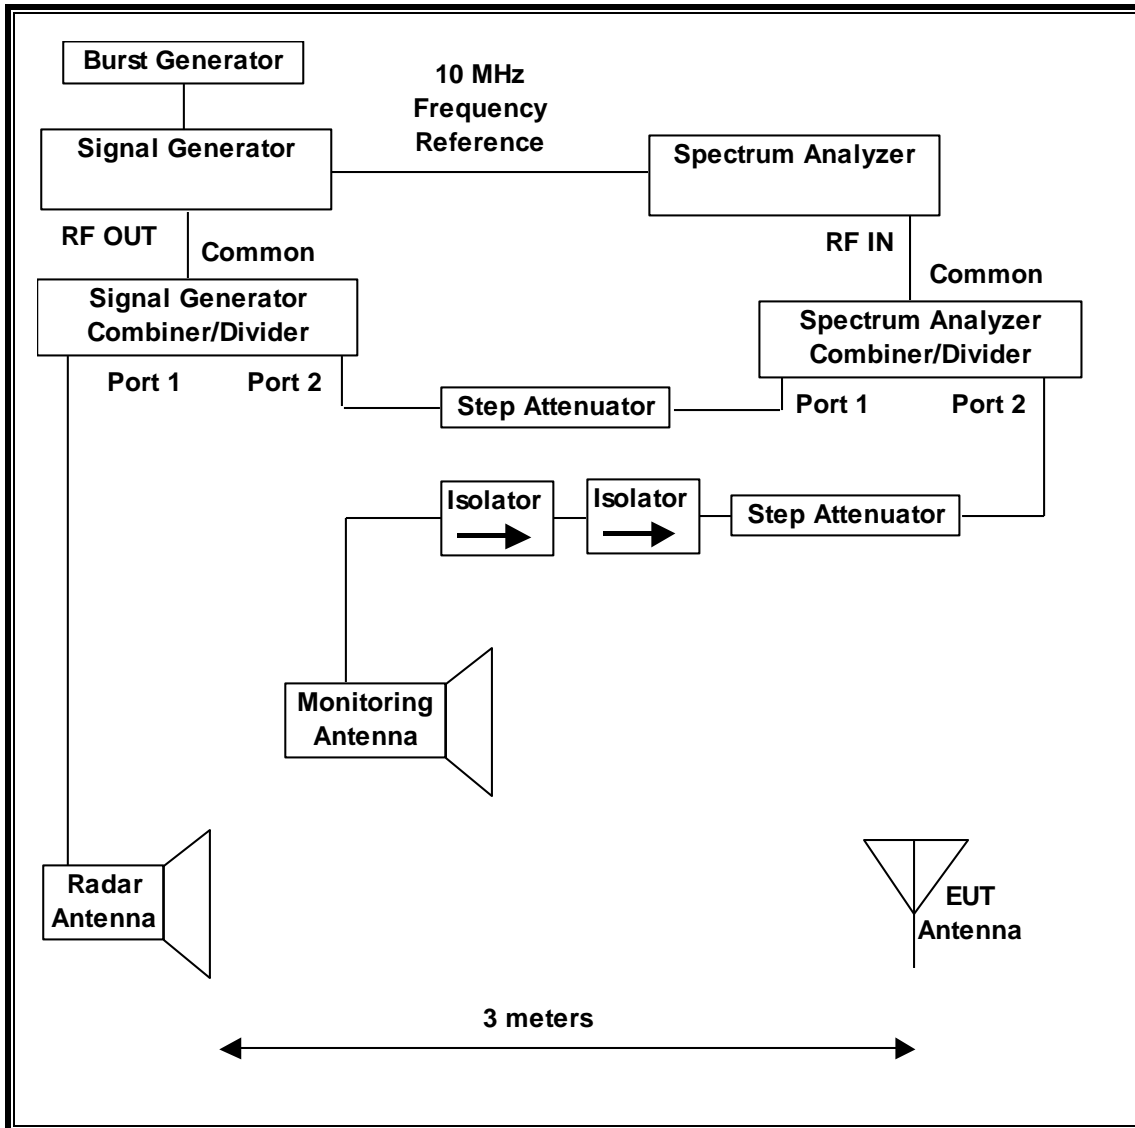 Burst Generator
10 MHz
Frequency
Reference
Signal Generator
Spectrum Analyzer
RF OUT
Common
RF IN
Common
Signal Generator
Combiner/Divider
Spectrum Analyzer
Combiner/Divider
Port 1
Port 2
Step Attenuator
Port 1
Port 2
Isolator
Isolator
Step Attenuator
Monitoring
Antenna
Radar
Antenna
EUT
Antenna
3 meters